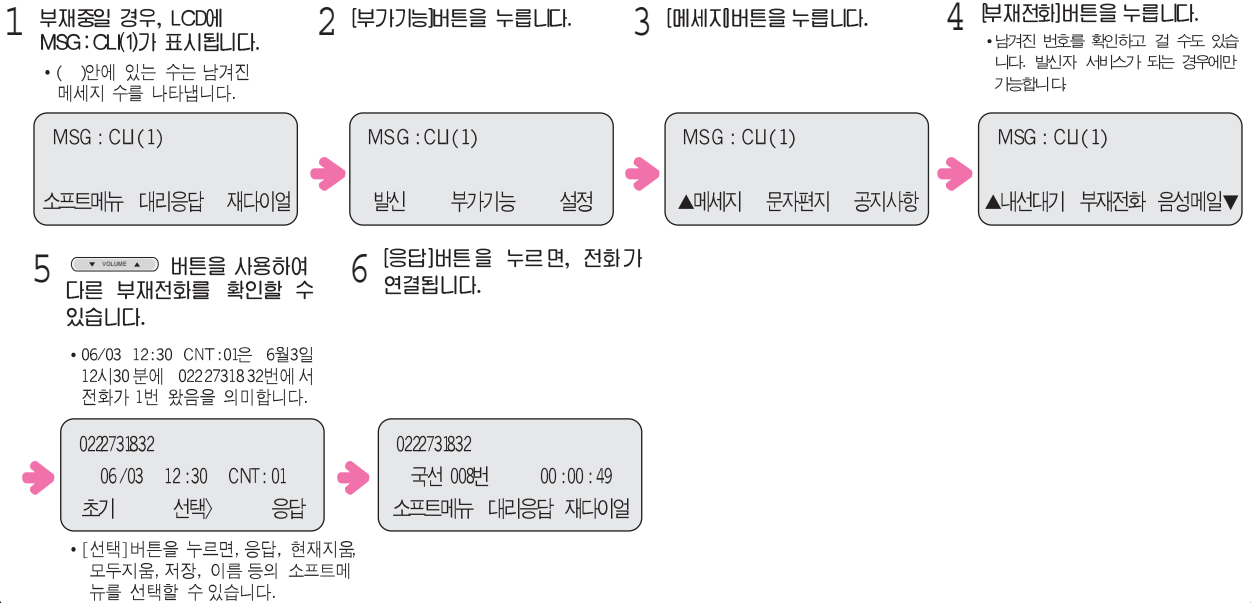 1 부재중일 경우, LCD에
MSG : CLI(1)가 표시됩니다.
• ( )안에 있는 수는 남겨진
메세지 수를 나타냅니다.
MSG : CLI(1)
소프트메뉴 대리응답 재다이얼
2 [부가기능]버튼을 누릅니다.
MSG : CLI(1)
발신 부가기능 설정
3 [메세지]버튼을 누릅니다.
MSG : CLI(1)
▲메세지 문자편지 공지사항
4 [부재전화]버튼을 누릅니다.
• 남겨진 번호를 확인하고 걸 수도 있습
니다. 발신자 서비스가 되는 경우에만
가능합니다.
MSG : CLI(1)
▲내선대기 부재전화 음성메일▼
5 ▼ VOLUME ▲ 버튼을 사용하여
다른 부재전화를 확인할 수
있습니다.
• 06/03 12:30 CNT:01은 6월3일
12시30분에 0222731832번에서
전화가 1번 왔음을 의미합니다.
0222731832
06/03 12:30 CNT: 01
초기 선택〉 응답
• [선택]버튼을 누르면, 응답, 현재지움,
모두지움, 저장, 이름 등의 소프트메
뉴를 선택할 수 있습니다.
6 [응답]버튼을 누르면, 전화가
연결됩니다.
0222731832
국선 008번 00:00:49
소프트메뉴 대리응답 재다이얼